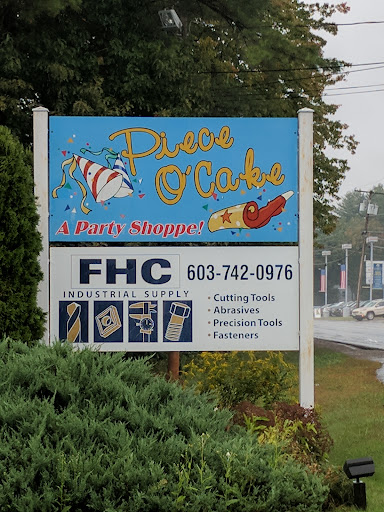 Piece
O'Cake
A Party Shoppe!
FHC 603-742-0976
INDUSTRIAL SUPPLY
• Cutting Tools
• Abrasives
• Precision Tools
• Fasteners